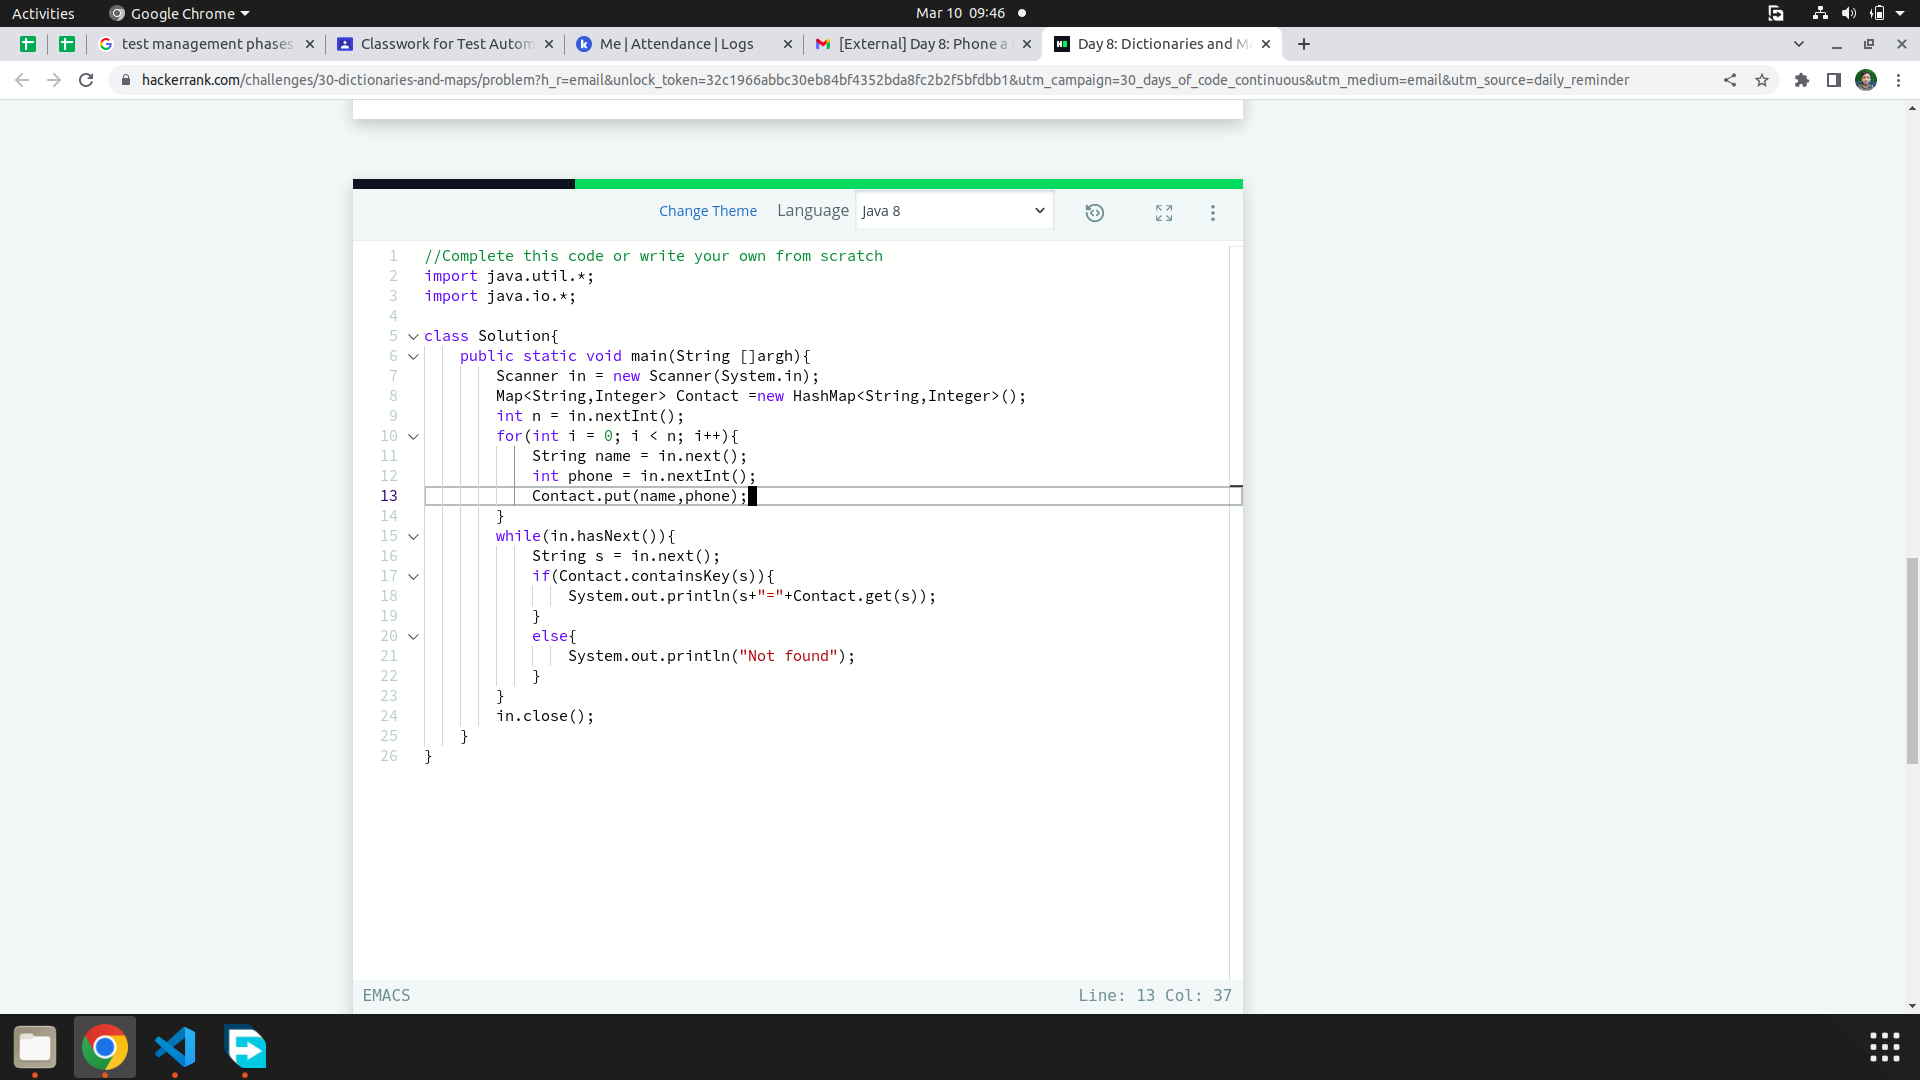 Activities
Google Chrome
Mar 10 09:46
test management phases
Classwork for Test Autom
Me | Attendance | Logs
[External] Day 8: Phone a
Day 8: Dictionaries and Ma
hackerrank.com/challenges/30-dictionaries-and-maps/problem?h_r=email&unlock_token=32c1966abbc30eb84bf4352bda8fc2b2f5bfdbb1&utm_campaign=30_days_of_code_continuous&utm_medium=email&utm_source=daily_reminder
Change Theme
Language
Java 8
1 //Complete this code or write your own from scratch
2 import java.util.*;
3 import java.io.*;
4
5 class Solution{
6 public static void main(String []argh){
7 Scanner in = new Scanner(System.in);
8 Map<String,Integer> Contact =new HashMap<String,Integer>();
9 int n = in.nextInt();
10 for(int i = 0; i < n; i++){
11 String name = in.next();
12 int phone = in.nextInt();
13 Contact.put(name,phone);
14 }
15 while(in.hasNext()){
16 String s = in.next();
17 if(Contact.containsKey(s)){
18 System.out.println(s+"="+Contact.get(s));
19 }
20 else{
21 System.out.println("Not found");
22 }
23 }
24 in.close();
25 }
26 }
EMACS
Line: 13 Col: 37